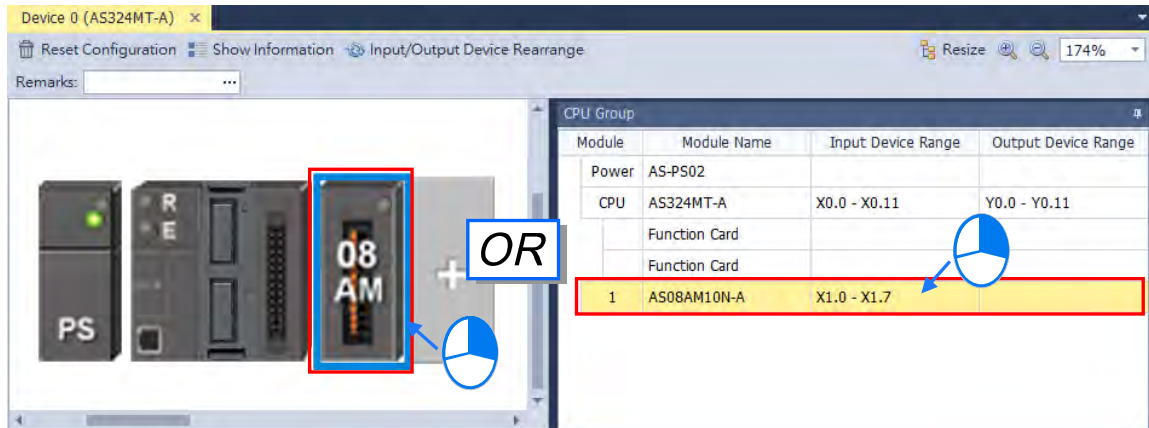 Device 0 (AS324MT-A) ×
Reset Configuration Show Information Input/Output Device Rearrange Resize 174%
Remarks: ...
CPU Group
Module Module Name Input Device Range Output Device Range
Power AS-PS02
CPU AS324MT-A X0.0 - X0.11 Y0.0 - Y0.11
Function Card
Function Card
1 AS08AM10N-A X1.0 - X1.7
PS
R
E
08
AM
+
OR